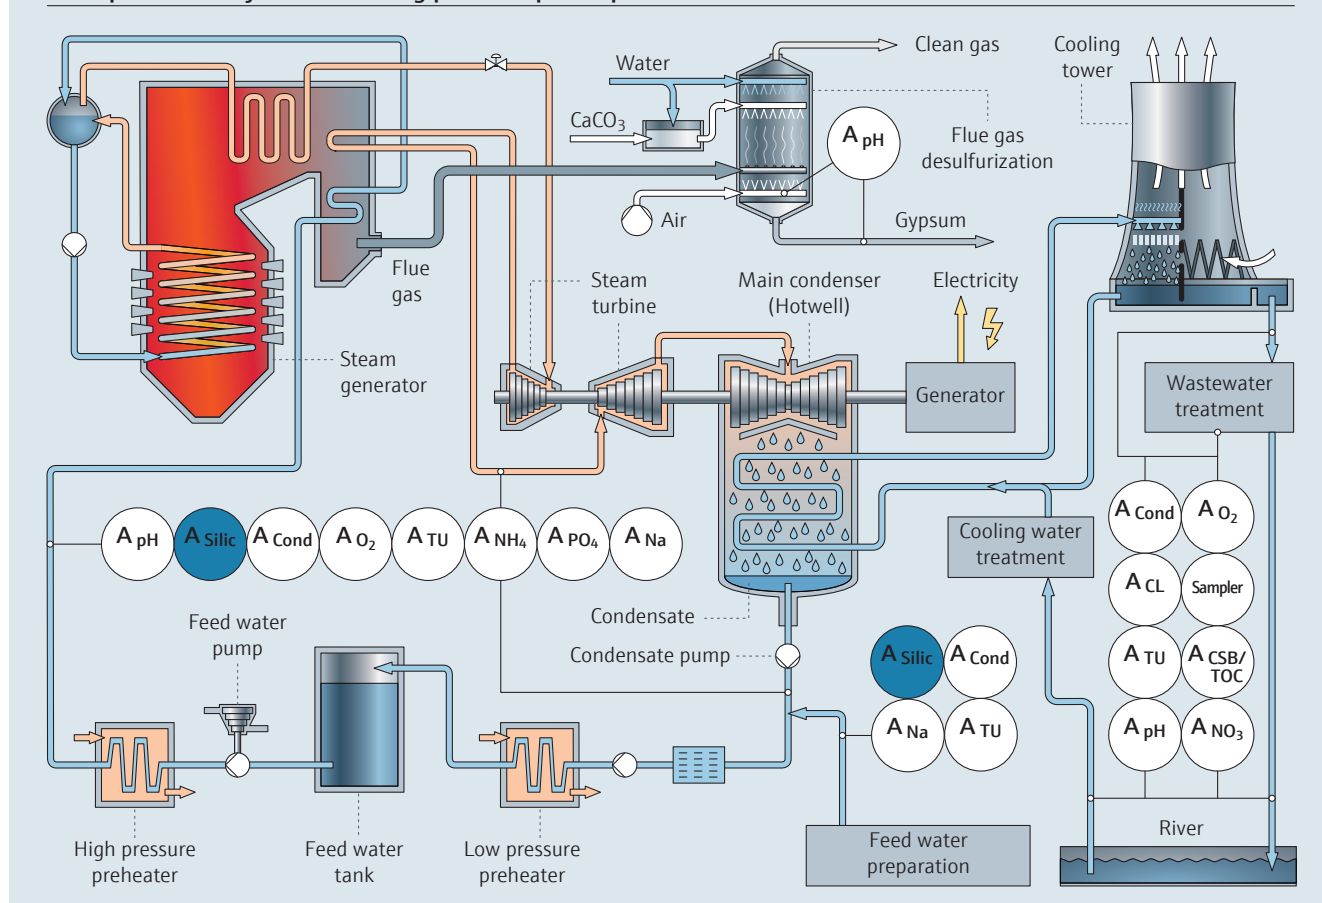 Clean gas
Cooling
tower
Water
CaCO₃
A pH
Flue gas
desulfurization
Air
Gypsum
Flue
gas
Steam
turbine
Main condenser
(Hotwell)
Electricity
Steam
generator
Generator
Wastewater
treatment
A pH
A Silic
A Cond
A O₂
A TU
A NH₄
A PO₄
A Na
Cooling water
treatment
A Cond
A O₂
A CL
Sampler
A TU
A CSB/
TOC
A pH
A NO₃
Condensate
Condensate pump
A Silic
A Cond
A Na
A TU
Feed water
pump
High pressure
preheater
Feed water
tank
Low pressure
preheater
Feed water
preparation
River